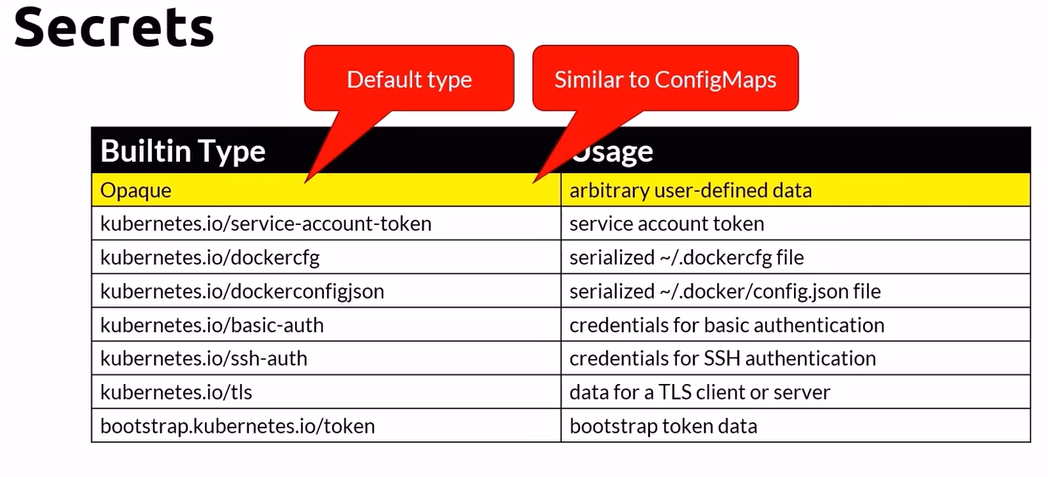 Secrets
Default type
Similar to ConfigMaps
Builtin Type Usage
Opaque arbitrary user-defined data
kubernetes.io/service-account-token service account token
kubernetes.io/dockercfg serialized ~/.dockercfg file
kubernetes.io/dockerconfigjson serialized ~/.docker/config.json file
kubernetes.io/basic-auth credentials for basic authentication
kubernetes.io/ssh-auth credentials for SSH authentication
kubernetes.io/tls data for a TLS client or server
bootstrap.kubernetes.io/token bootstrap token data